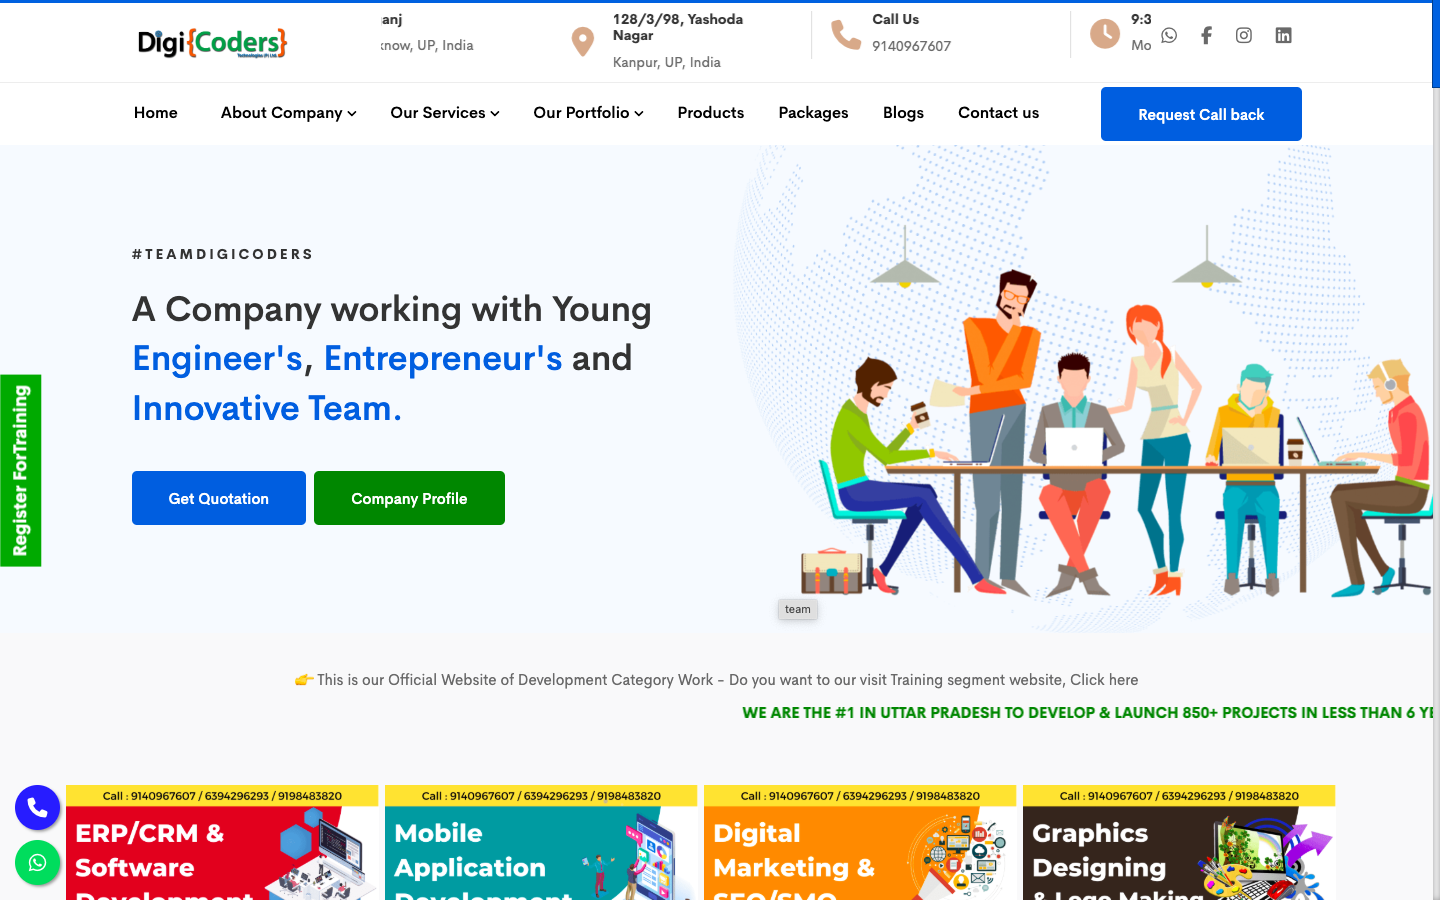 Digi{Coders}
Technologies (P) Ltd.
anj
know, UP, India
128/3/98, Yashoda
Nagar
Kanpur, UP, India
Call Us
9140967607
9:3
Mo
Home
About Company
Our Services
Our Portfolio
Products
Packages
Blogs
Contact us
Request Call back
#TEAMDIGICODERS
A Company working with Young
Engineer's, Entrepreneur's and
Innovative Team.
Get Quotation
Company Profile
Register ForTraining
team
👉 This is our Official Website of Development Category Work - Do you want to our visit Training segment website, Click here
WE ARE THE #1 IN UTTAR PRADESH TO DEVELOP & LAUNCH 850+ PROJECTS IN LESS THAN 6 YE
Call : 9140967607 / 6394296293 / 9198483820
ERP/CRM &
Software
Development
Call : 9140967607 / 6394296293 / 9198483820
Mobile
Application
Development
Call : 9140967607 / 6394296293 / 9198483820
Digital
Marketing &
SEO/SMO
Call : 9140967607 / 6394296293 / 9198483820
Graphics
Designing
& Logo Making